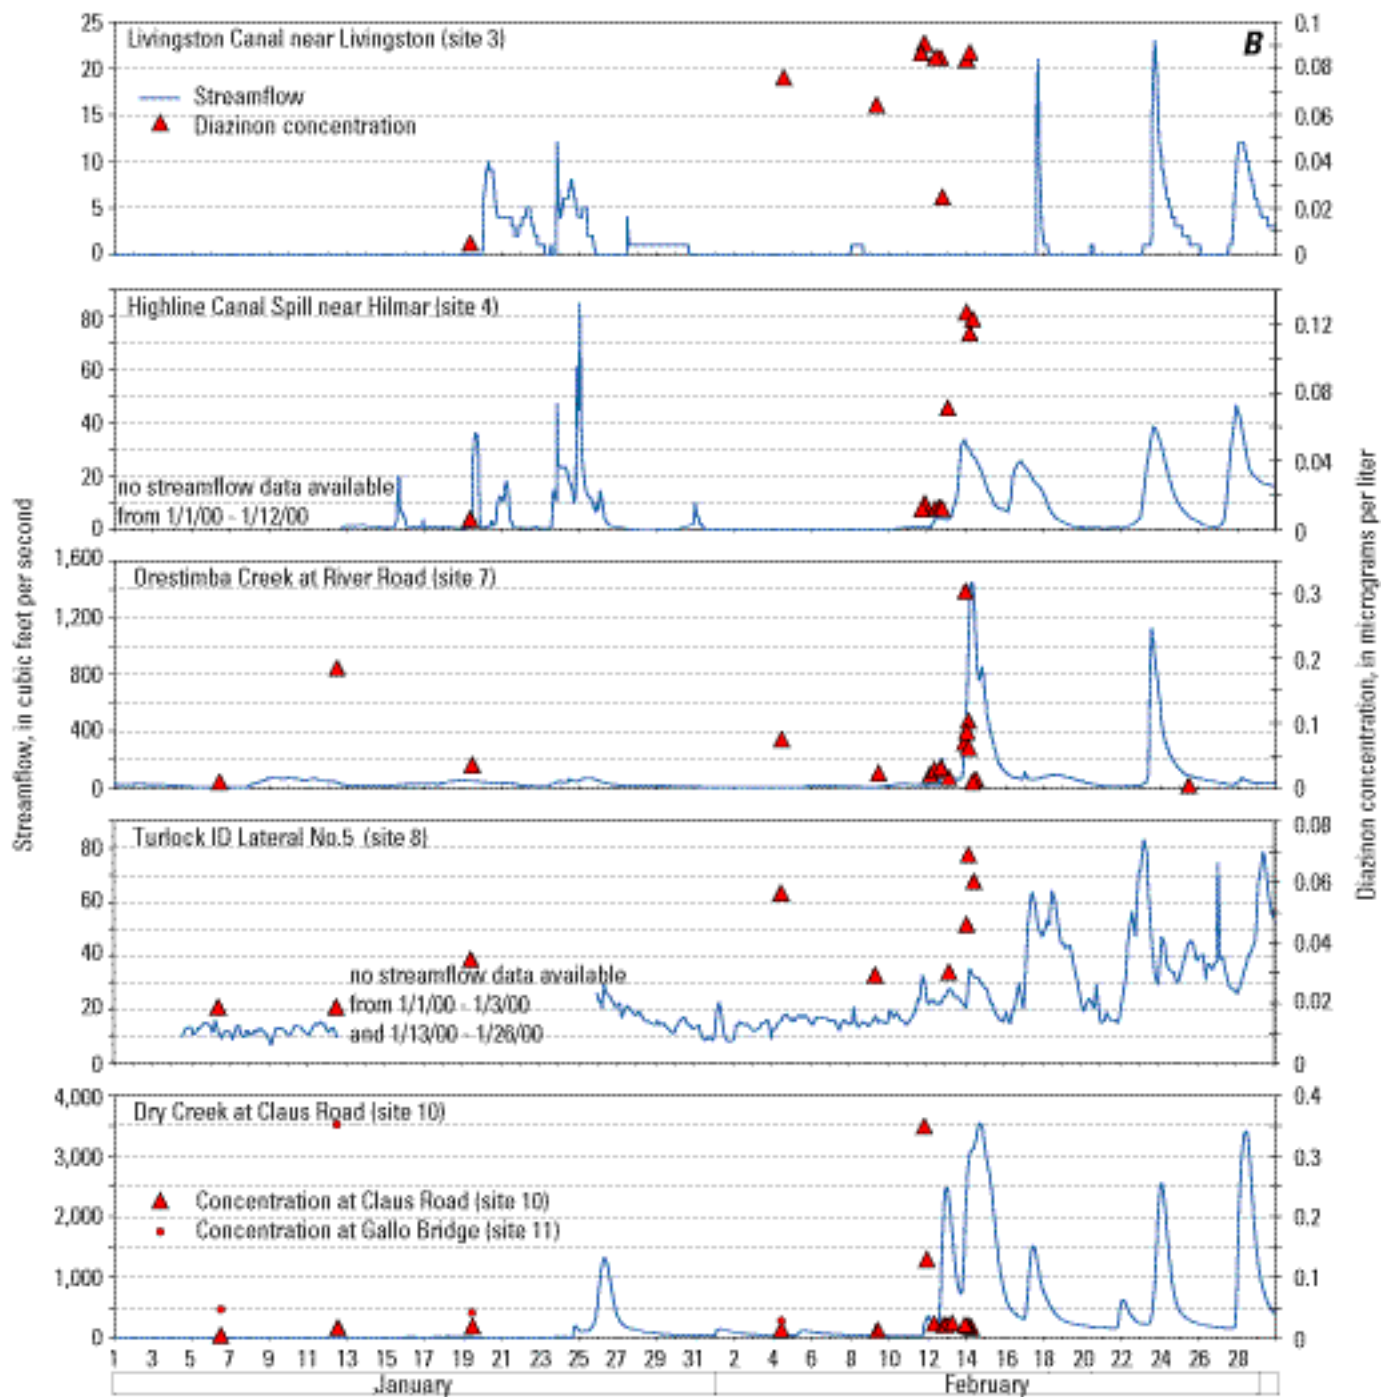 B
Livingston Canal near Livingston (site 3)
Streamflow
Diazinon concentration
25
20
15
10
5
0
0.1
0.08
0.06
0.04
0.02
0
Highline Canal Spill near Hilmar (site 4)
no streamflow data available
from 1/1/00 - 1/12/00
80
60
40
20
0
0.12
0.08
0.04
0
Orestimba Creek at River Road (site 7)
1,600
1,200
800
400
0
0.3
0.2
0.1
0
Turlock ID Lateral No.5 (site 8)
no streamflow data available
from 1/1/00 - 1/3/00
and 1/13/00 - 1/26/00
80
60
40
20
0
0.08
0.06
0.04
0.02
0
Dry Creek at Claus Road (site 10)
Concentration at Claus Road (site 10)
Concentration at Gallo Bridge (site 11)
4,000
3,000
2,000
1,000
0
0.4
0.3
0.2
0.1
0
1 3 5 7 9 11 13 15 17 19 21 23 25 27 29 31 2 4 6 8 10 12 14 16 18 20 22 24 26 28
January February
Streamflow, in cubic feet per second
Diazinon concentration, in micrograms per liter